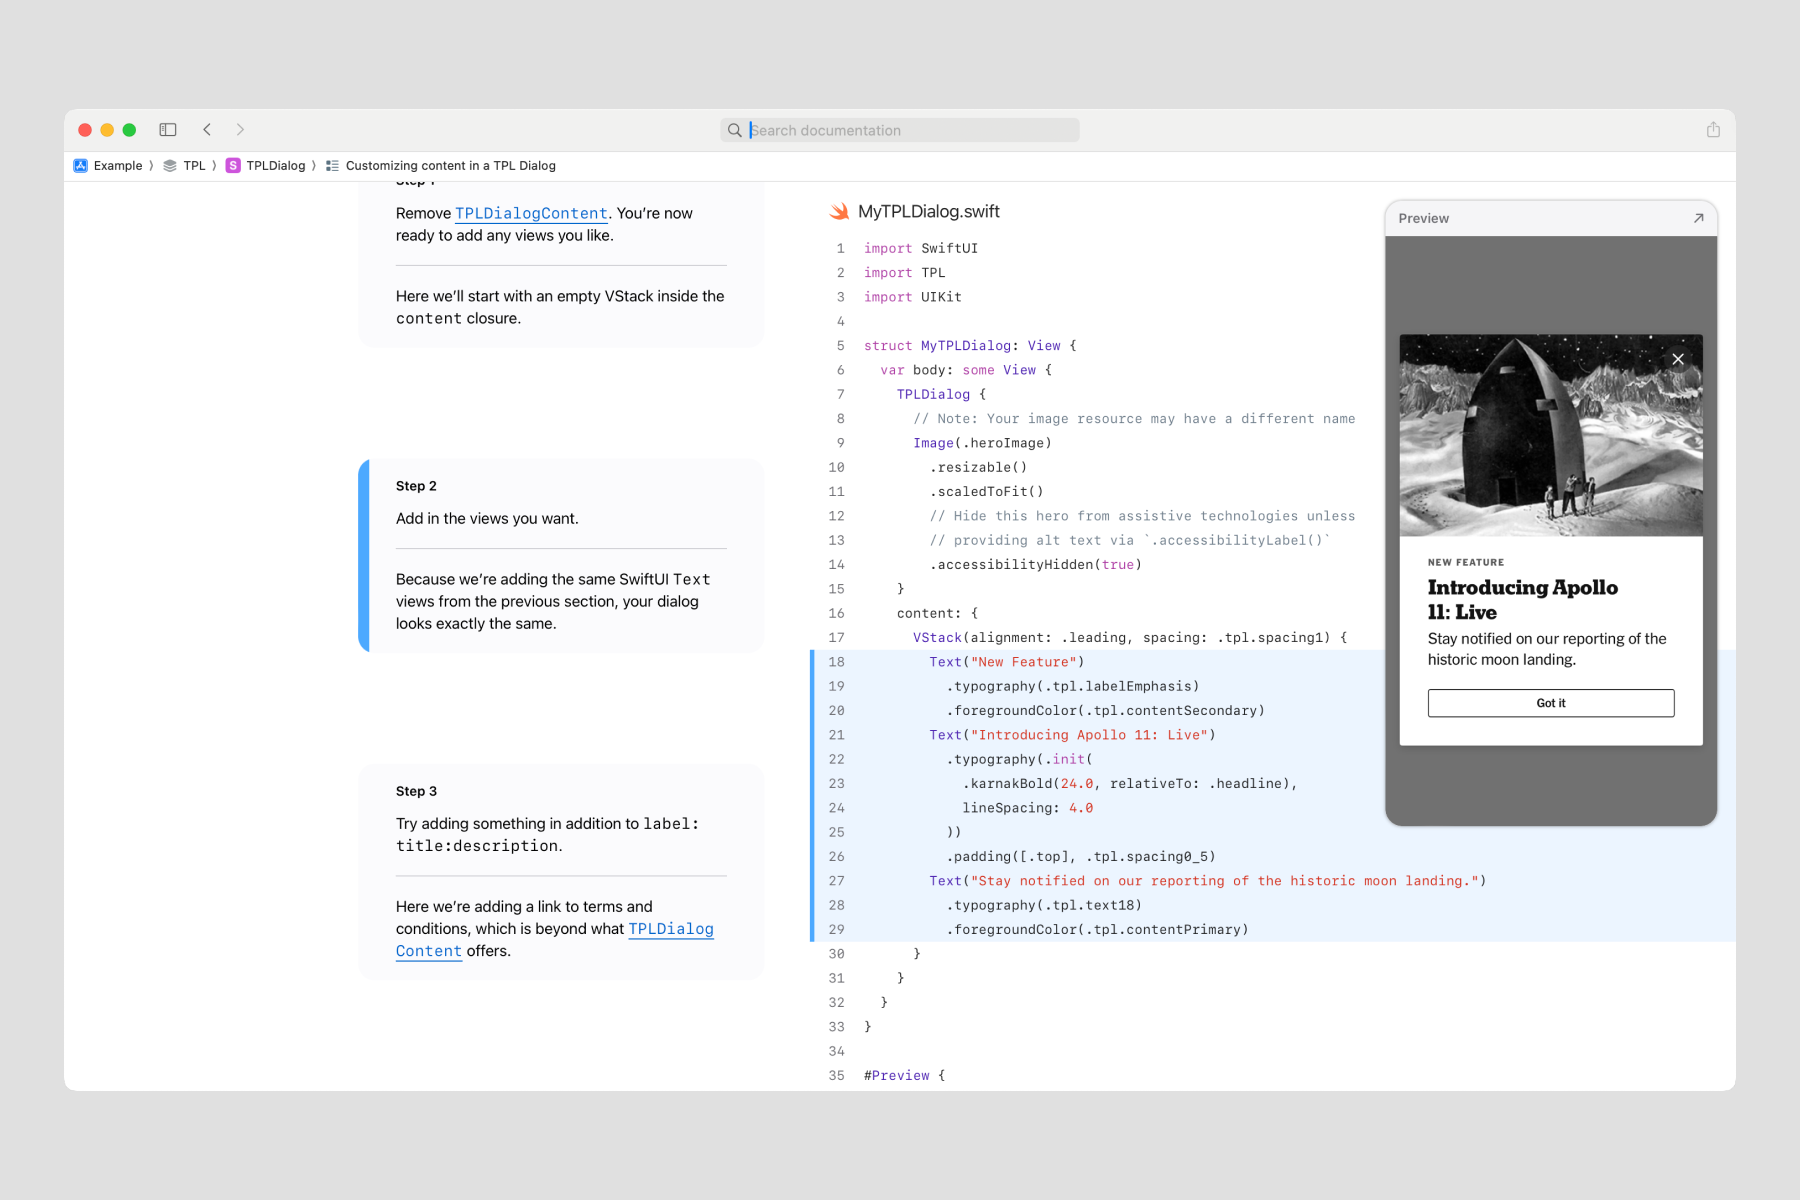 Search documentation
Example 〉 TPL 〉 S TPLDialog 〉 Customizing content in a TPL Dialog
Step 1
Remove TPLDialogContent. You’re now
ready to add any views you like.
Here we’ll start with an empty VStack inside the
content closure.
Step 2
Add in the views you want.
Because we’re adding the same SwiftUI Text
views from the previous section, your dialog
looks exactly the same.
Step 3
Try adding something in addition to label:
title:description.
Here we’re adding a link to terms and
conditions, which is beyond what TPLDialog
Content offers.
MyTPLDialog.swift
1 import SwiftUI
2 import TPL
3 import UIKit
4
5 struct MyTPLDialog: View {
6 var body: some View {
7 TPLDialog {
8 // Note: Your image resource may have a different name
9 Image(.heroImage)
10 .resizable()
11 .scaledToFit()
12 // Hide this hero from assistive technologies unless
13 // providing alt text via `.accessibilityLabel()`
14 .accessibilityHidden(true)
15 }
16 content: {
17 VStack(alignment: .leading, spacing: .tpl.spacing1) {
18 Text("New Feature")
19 .typography(.tpl.labelEmphasis)
20 .foregroundColor(.tpl.contentSecondary)
21 Text("Introducing Apollo 11: Live")
22 .typography(.init(
23 .karnakBold(24.0, relativeTo: .headline),
24 lineSpacing: 4.0
25 ))
26 .padding([.top], .tpl.spacing0_5)
27 Text("Stay notified on our reporting of the historic moon landing.")
28 .typography(.tpl.text18)
29 .foregroundColor(.tpl.contentPrimary)
30 }
31 }
32 }
33 }
34
35 #Preview {
Preview
NEW FEATURE
Introducing Apollo
11: Live
Stay notified on our reporting of the
historic moon landing.
Got it